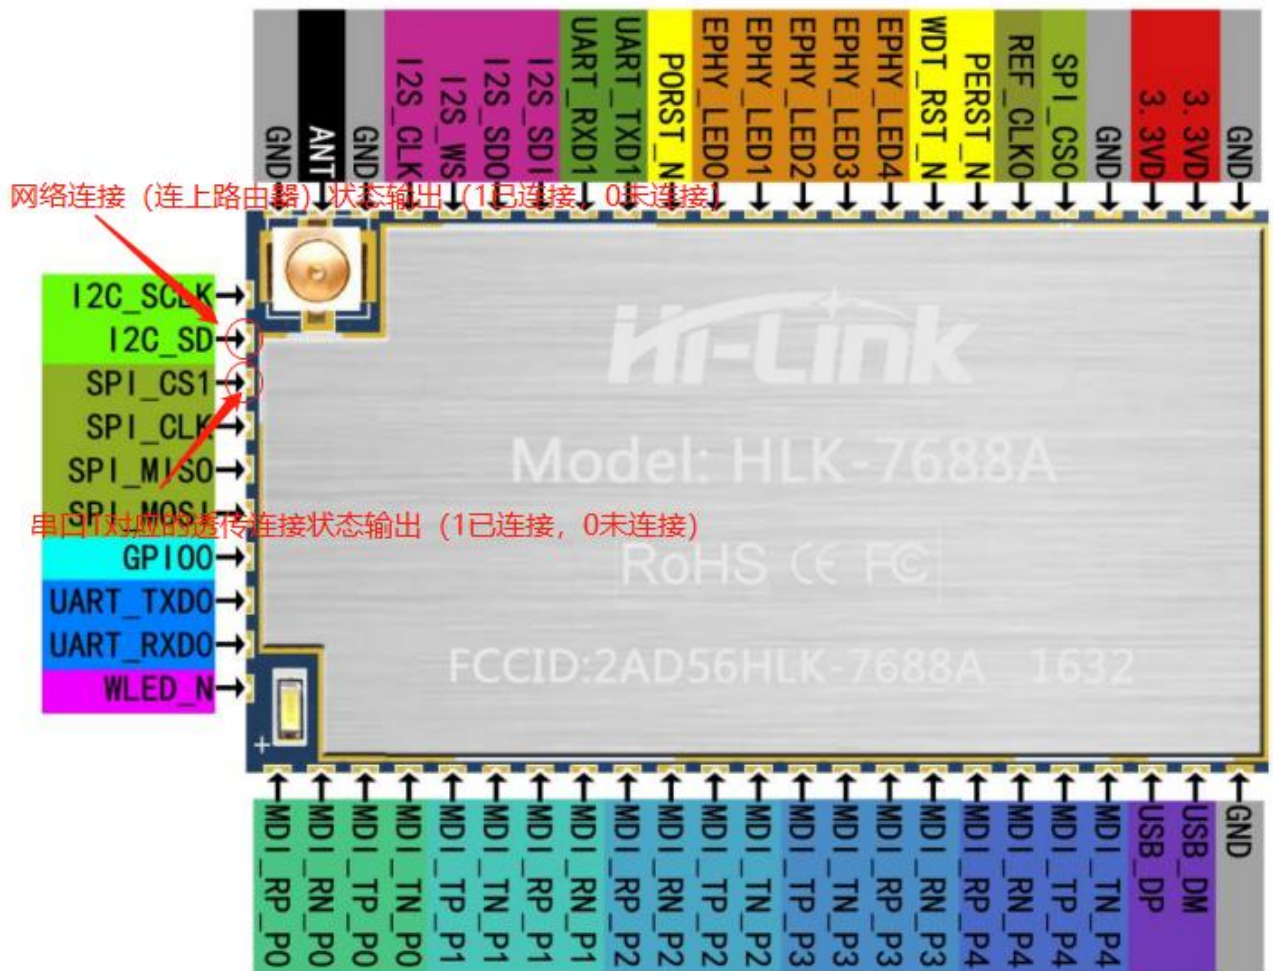 GND
ANT
GND
I2S_CLK
I2S_WS
I2S_SDO
I2S_SDI
UART_RXD1
UART_TXD1
PORST_N
EPHY_LED0
EPHY_LED1
EPHY_LED2
EPHY_LED3
EPHY_LED4
WDT_RST_N
PERST_N
REF_CLKO
SPI_CS0
GND
3.3VD
3.3VD
GND
网络连接（连上路由器）状态输出（1已连接，0未连接）
I2C_SCLK
I2C_SD
SPI_CS1
SPI_CLK
SPI_MISO
SPI_MOSI
串口1对应的透传连接状态输出（1已连接，0未连接）
GPIO0
UART_TXD0
UART_RXD0
WLED_N
Hi-Link
Model: HLK-7688A
RoHS CE FC
FCCID:2AD56HLK-7688A 1632
+
MDI_RP_P0
MDI_RN_P0
MDI_TP_P0
MDI_TN_P0
MDI_TP_P1
MDI_TN_P1
MDI_RP_P1
MDI_RN_P1
MDI_RP_P2
MDI_RN_P2
MDI_TP_P2
MDI_TN_P2
MDI_TP_P3
MDI_TN_P3
MDI_RP_P3
MDI_RN_P3
MDI_RP_P4
MDI_RN_P4
MDI_TP_P4
MDI_TN_P4
USB_DP
USB_DM
GND